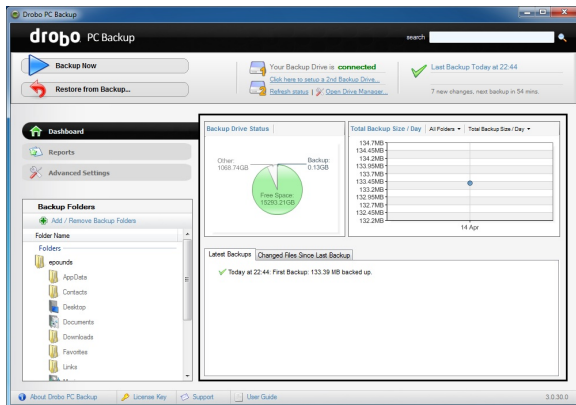 Drobo PC Backup
drobo PC Backup
search
Backup Now
Restore from Backup...
Your Backup Drive is connected
Click here to setup a 2nd Backup Drive...
Refresh status | Open Drive Manager...
Last Backup Today at 22:44
7 new changes, next backup in 54 mins.
Dashboard
Reports
Advanced Settings
Backup Folders
Add / Remove Backup Folders
Folder Name
Folders
epounds
AppData
Contacts
Desktop
Documents
Downloads
Favorites
Links
Backup Drive Status
Other:
1068.74GB
Backup:
0.13GB
Free Space:
15293.21GB
Total Backup Size / Day
All Folders
Total Backup Size / Day
134.7MB
134.45MB
134.2MB
133.95MB
133.7MB
133.45MB
133.2MB
132.95MB
132.7MB
132.45MB
132.2MB
14 Apr
Latest Backups
Changed Files Since Last Backup
Today at 22:44: First Backup: 133.39 MB backed up.
About Drobo PC Backup
License Key
Support
User Guide
3.0.30.0